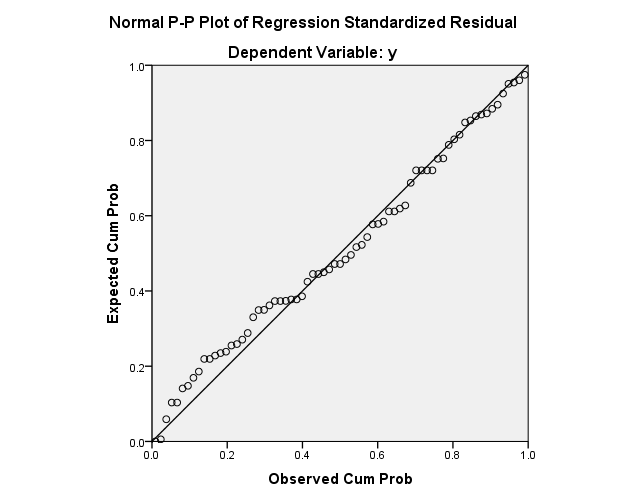 Normal P-P Plot of Regression Standardized Residual
Dependent Variable: y
Expected Cum Prob
1.0
0.8
0.6
0.4
0.2
0.0
0.0 0.2 0.4 0.6 0.8 1.0
Observed Cum Prob